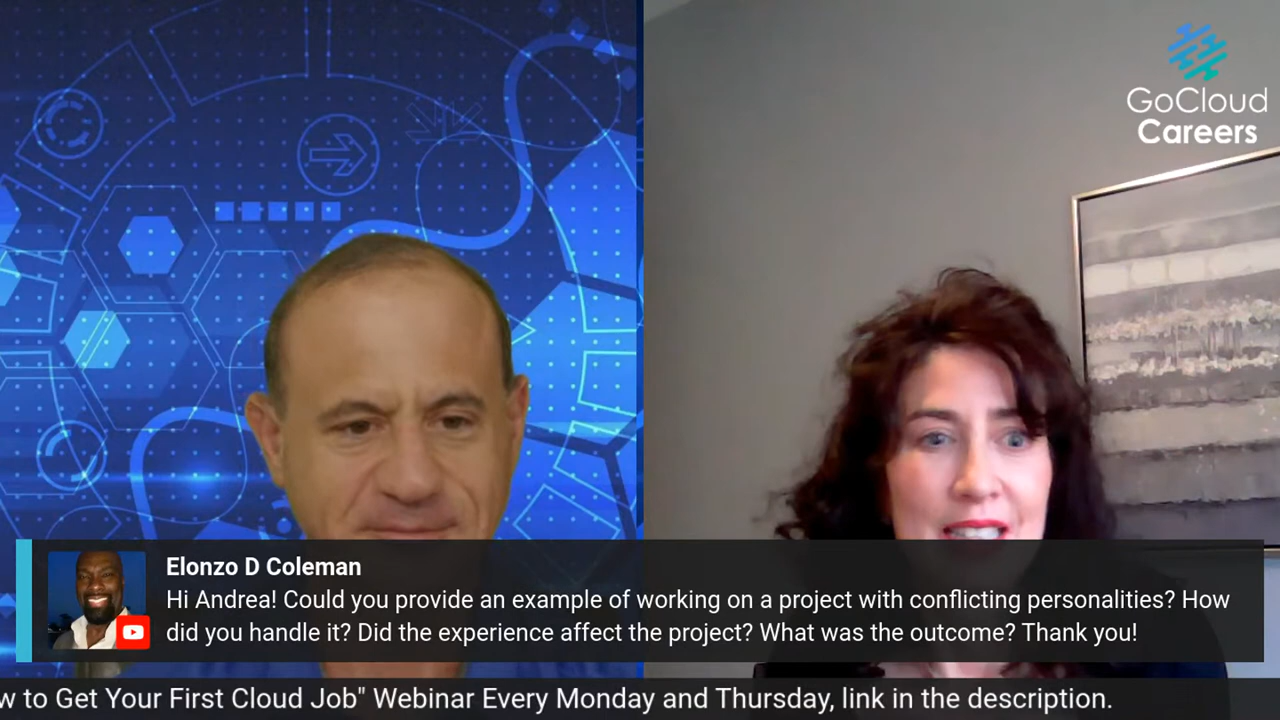 GoCloud
Careers
Elonzo D Coleman
Hi Andrea! Could you provide an example of working on a project with conflicting personalities? How
did you handle it? Did the experience affect the project? What was the outcome? Thank you!
w to Get Your First Cloud Job" Webinar Every Monday and Thursday, link in the description.